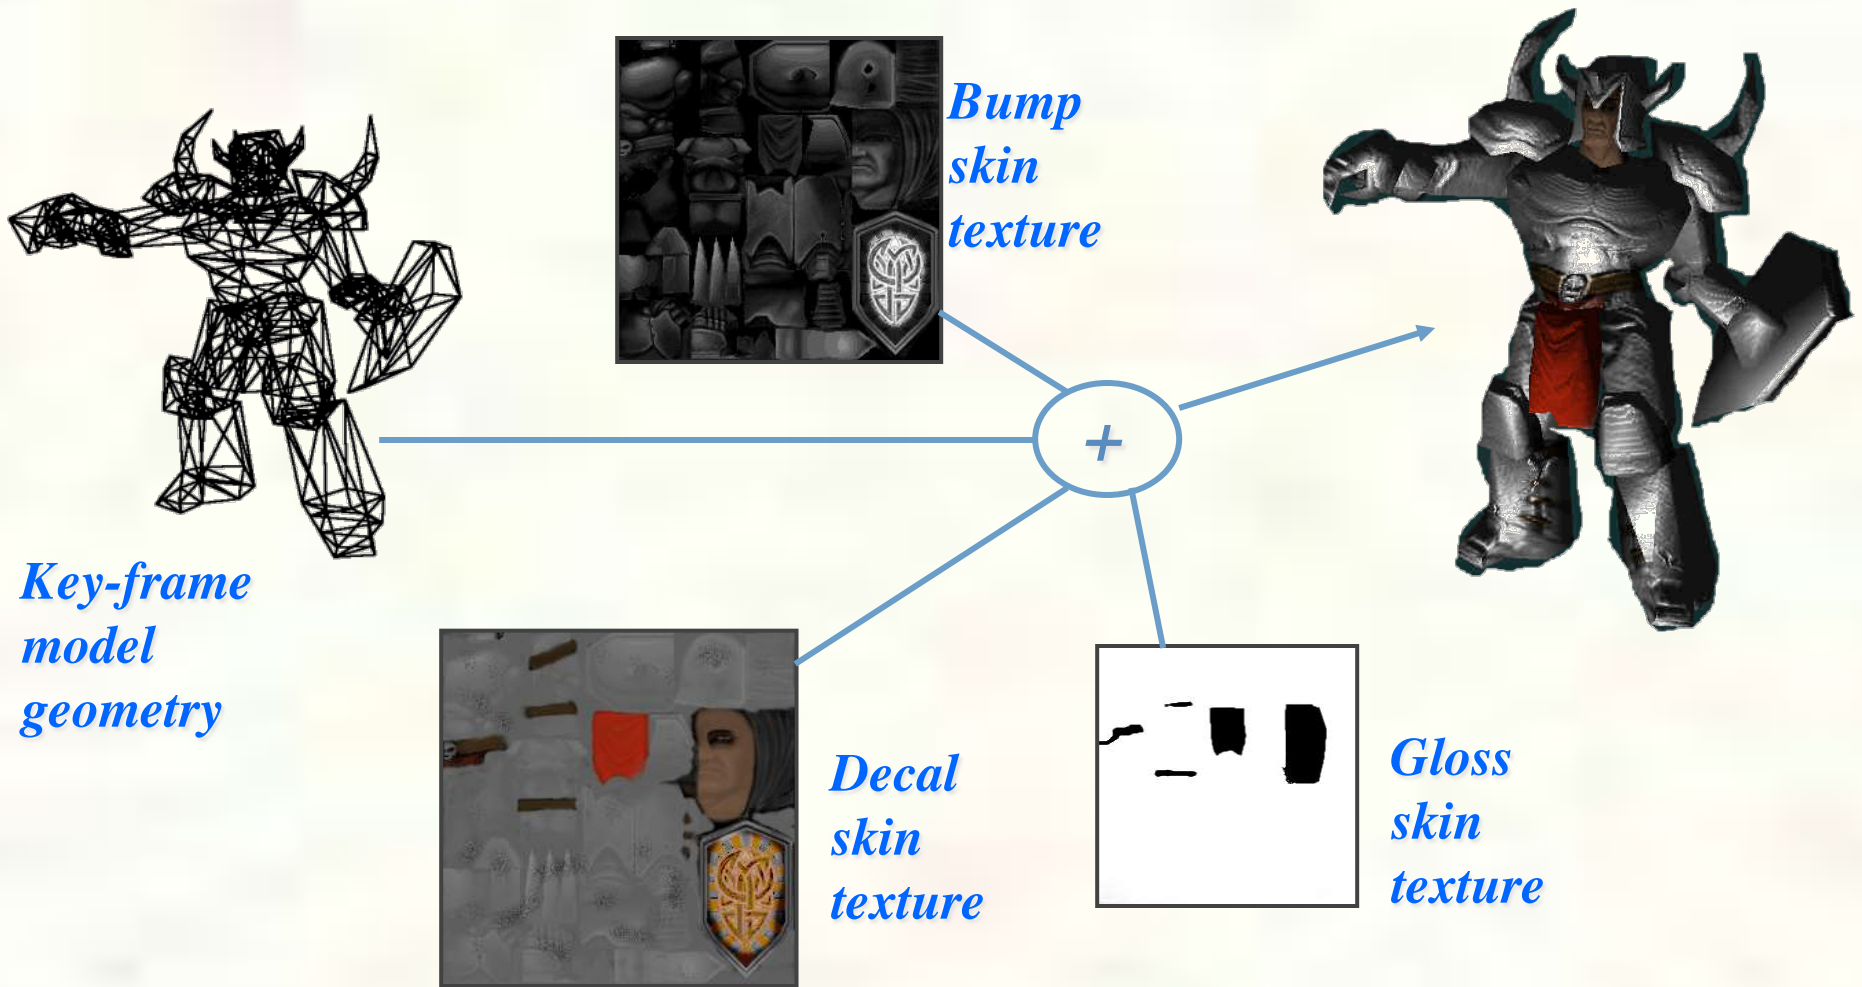 Bump
skin
texture
+
Key-frame
model
geometry
Decal
skin
texture
Gloss
skin
texture